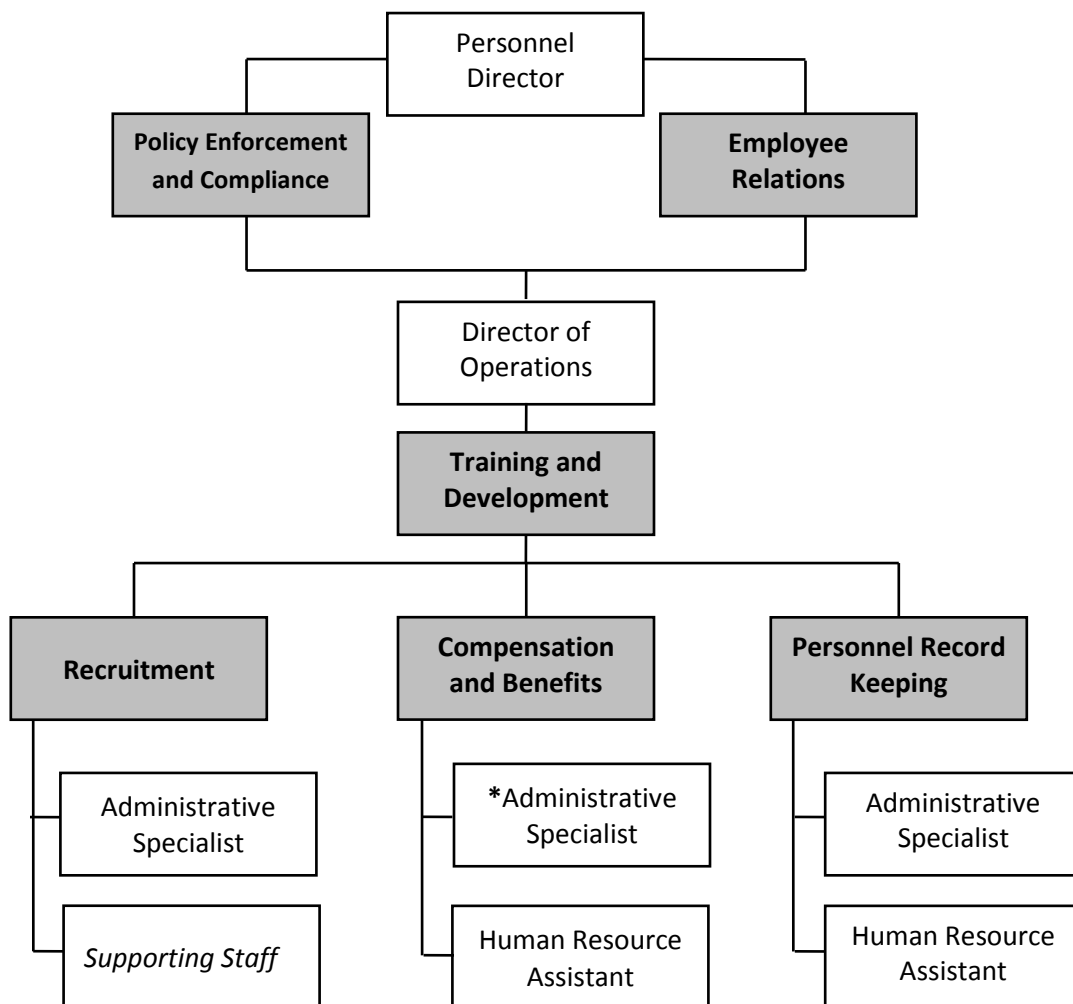 Personnel
Director
Policy Enforcement
and Compliance
Employee
Relations
Director of
Operations
Training and
Development
Recruitment
Compensation
and Benefits
Personnel Record
Keeping
Administrative
Specialist
*Administrative
Specialist
Administrative
Specialist
Supporting Staff
Human Resource
Assistant
Human Resource
Assistant